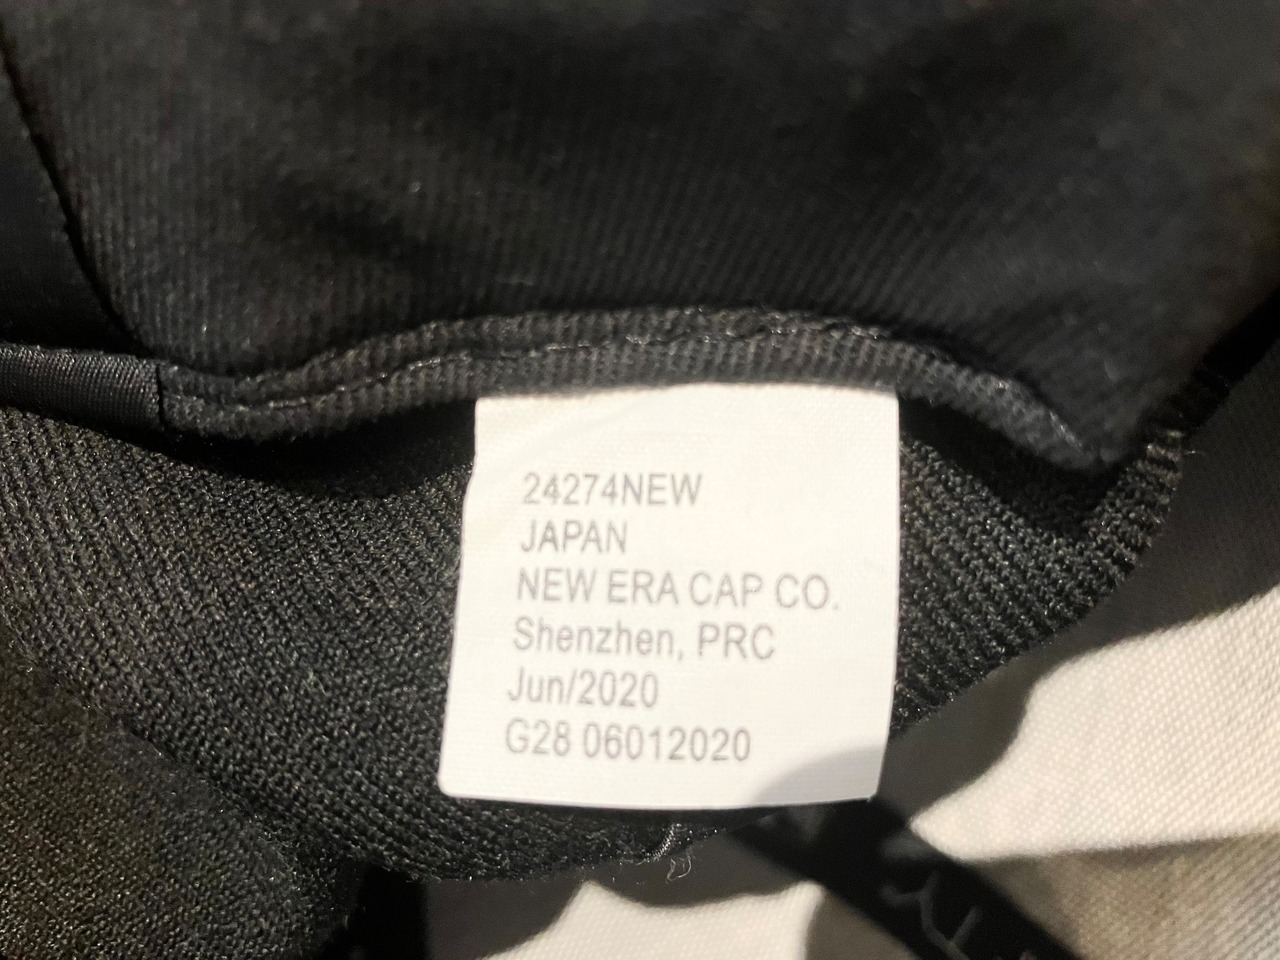 24274NEW
JAPAN
NEW ERA CAP CO.
Shenzhen, PRC
Jun/2020
G28 06012020